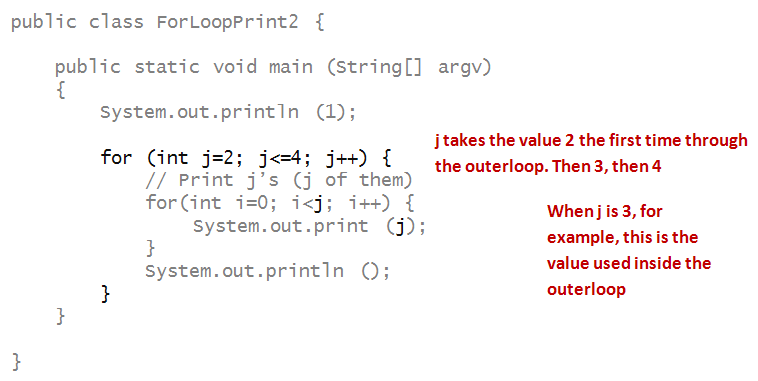 public class ForLoopPrint2 {
public static void main (String[] argv)
{
System.out.println (1);
for (int j=2; j<=4; j++) {
// Print j’s (j of them)
for(int i=0; i<j; i++) {
System.out.print (j);
}
System.out.println ();
}
}
}
j takes the value 2 the first time through
the outerloop. Then 3, then 4
When j is 3, for
example, this is the
value used inside the
outerloop